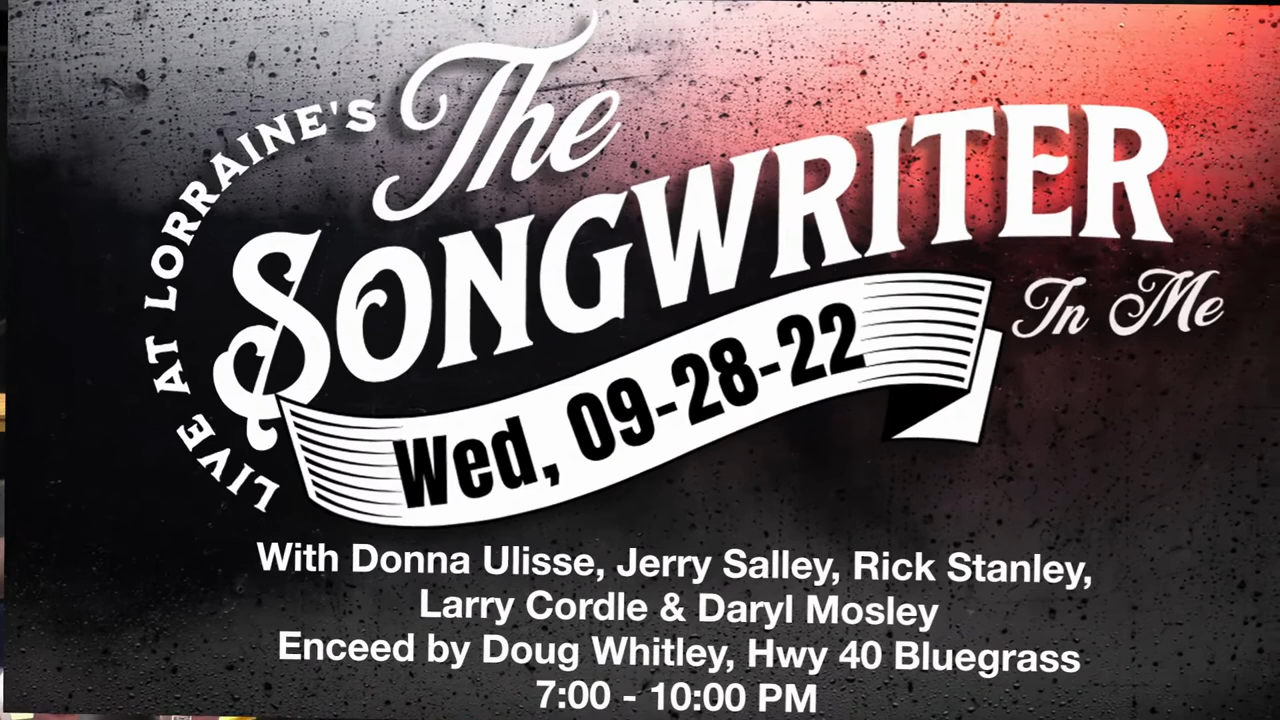 LIVE AT LORRAINE'S
The
SONGWRITER
In Me
Wed, 09-28-22
With Donna Ulisse, Jerry Salley, Rick Stanley,
Larry Cordle & Daryl Mosley
Enceed by Doug Whitley, Hwy 40 Bluegrass
7:00 - 10:00 PM